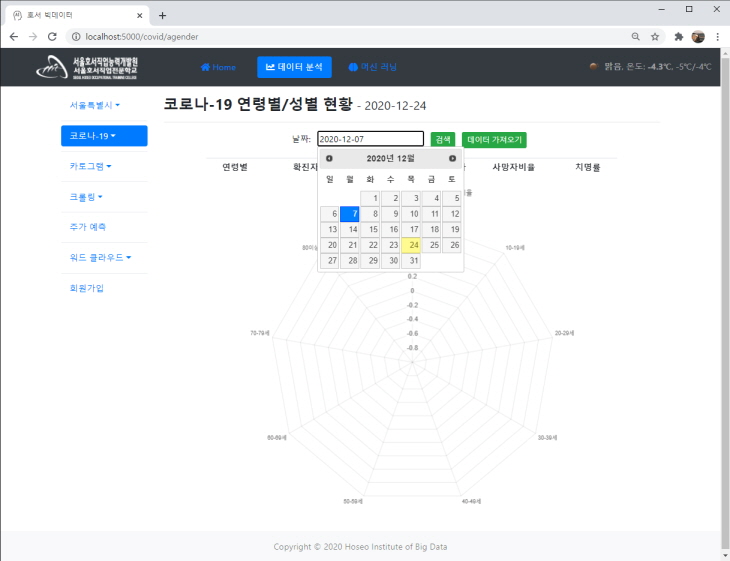 호서 빅데이터
localhost:5000/covid/agender
서울호서직업능력개발원
서울호서직업전문학교
Home
데이터 분석
머신 러닝
맑음, 온도: -4.3℃, -5℃/-4℃
서울특별시
코로나-19
카토그램
크롤링
주가 예측
워드 클라우드
회원가입
코로나-19 연령별/성별 현황 - 2020-12-24
날짜: 2020-12-07 검색 데이터 가져오기
연령별 확진자 사망자비율 치명률
2020년 12월
일 월 화 수 목 금 토
1 2 3 4 5
6 7 8 9 10 11 12
13 14 15 16 17 18 19
20 21 22 23 24 25 26
27 28 29 30 31
80이상
10-19세
0.2
0
-0.2
-0.4
-0.6
-0.8
70-79세
20-29세
60-69세
30-39세
50-59세
40-49세
Copyright © 2020 Hoseo Institute of Big Data